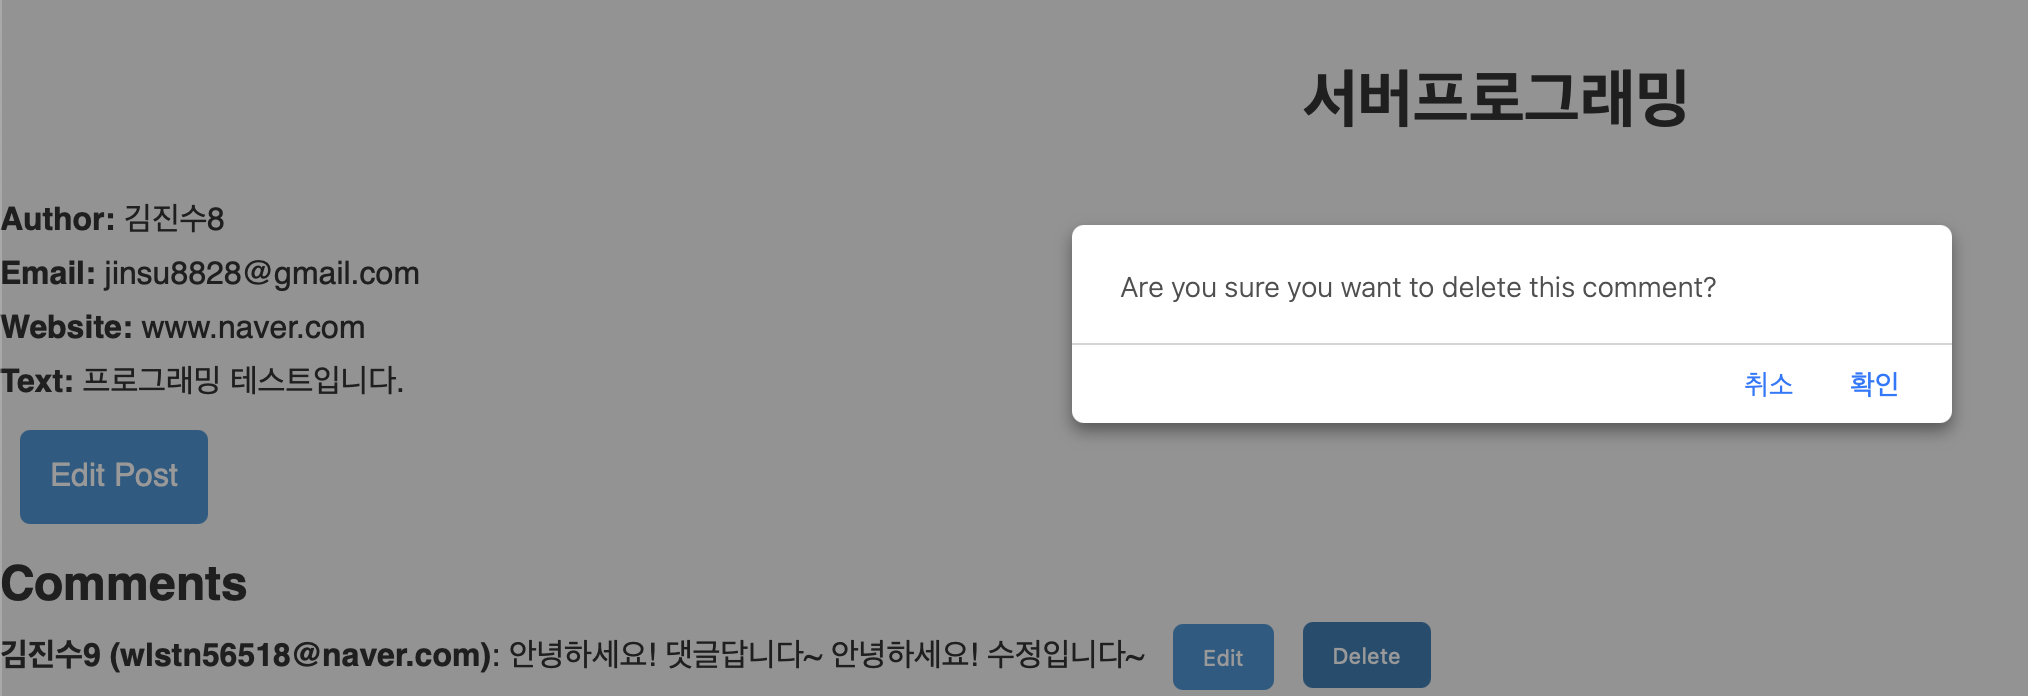 서버프로그래밍
Author: 김진수8
Email: jinsu8828@gmail.com
Website: www.naver.com
Text: 프로그래밍 테스트입니다.
Edit Post
Are you sure you want to delete this comment?
취소 확인
Comments
김진수9 (wlstn56518@naver.com): 안녕하세요! 댓글답니다~ 안녕하세요! 수정입니다~ Edit Delete